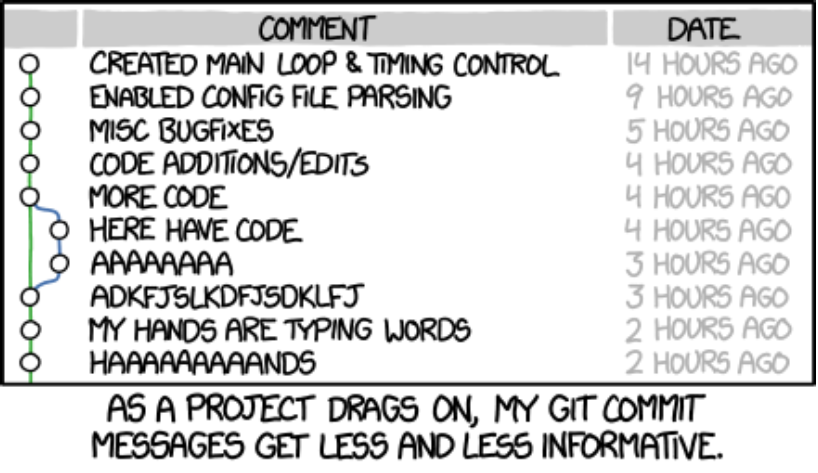 COMMENT DATE
CREATED MAIN LOOP & TIMING CONTROL 14 HOURS AGO
ENABLED CONFIG FILE PARSING 9 HOURS AGO
MISC BUGFIXES 5 HOURS AGO
CODE ADDITIONS/EDITS 4 HOURS AGO
MORE CODE 4 HOURS AGO
HERE HAVE CODE 4 HOURS AGO
AAAAAAAA 3 HOURS AGO
ADKFJSLKDFJSDKLFJ 3 HOURS AGO
MY HANDS ARE TYPING WORDS 2 HOURS AGO
HAAAAAAAAANDS 2 HOURS AGO
AS A PROJECT DRAGS ON, MY GIT COMMIT
MESSAGES GET LESS AND LESS INFORMATIVE.